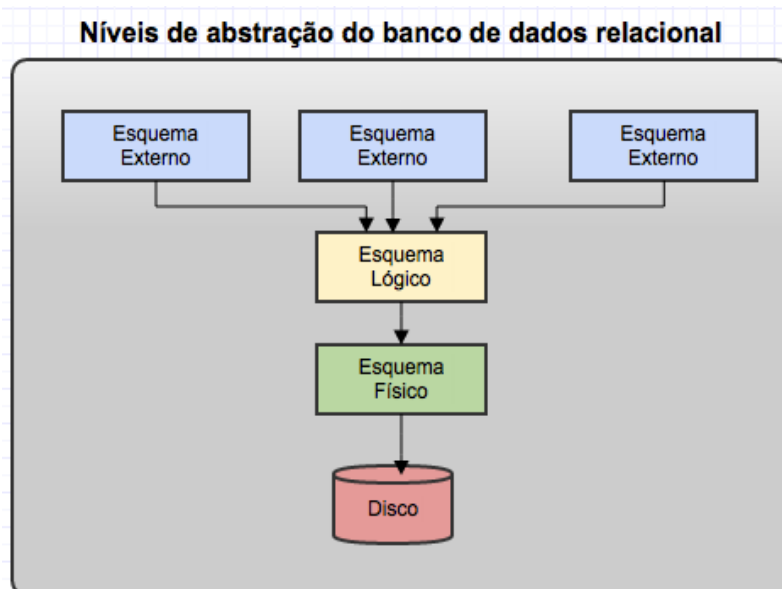 Níveis de abstração do banco de dados relacional
Esquema
Externo
Esquema
Externo
Esquema
Externo
Esquema
Lógico
Esquema
Físico
Disco